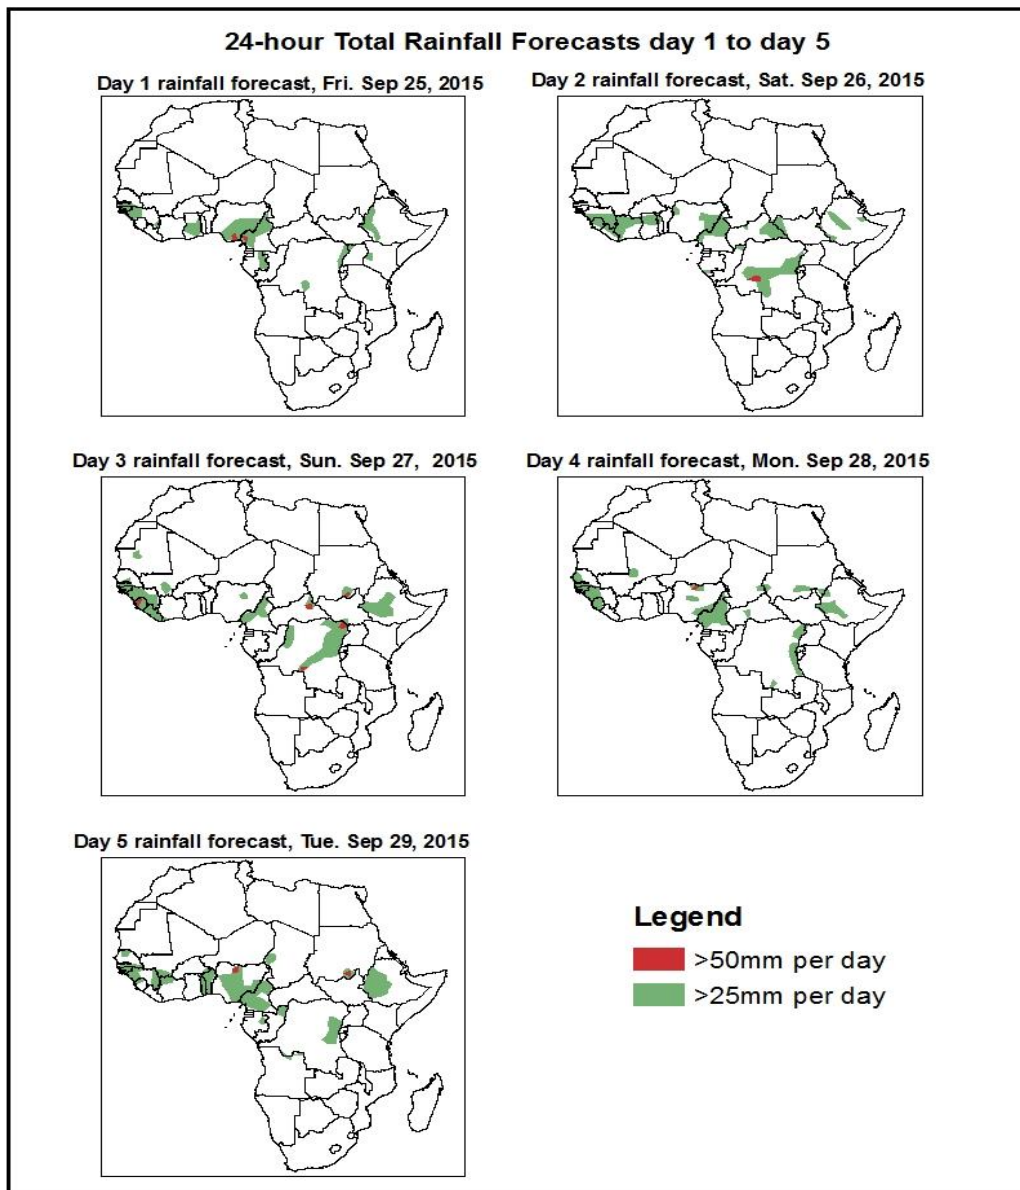 24-hour Total Rainfall Forecasts day 1 to day 5
Day 1 rainfall forecast, Fri. Sep 25, 2015
Day 2 rainfall forecast, Sat. Sep 26, 2015
Day 3 rainfall forecast, Sun. Sep 27, 2015
Day 4 rainfall forecast, Mon. Sep 28, 2015
Day 5 rainfall forecast, Tue. Sep 29, 2015
Legend
>50mm per day
>25mm per day